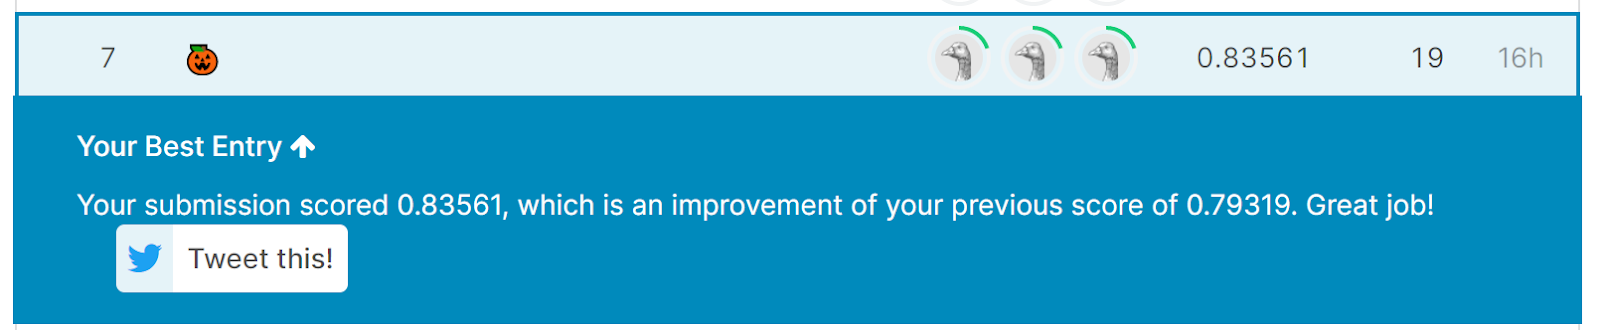 7 0.83561 19 16h
Your Best Entry
Your submission scored 0.83561, which is an improvement of your previous score of 0.79319. Great job!
Tweet this!